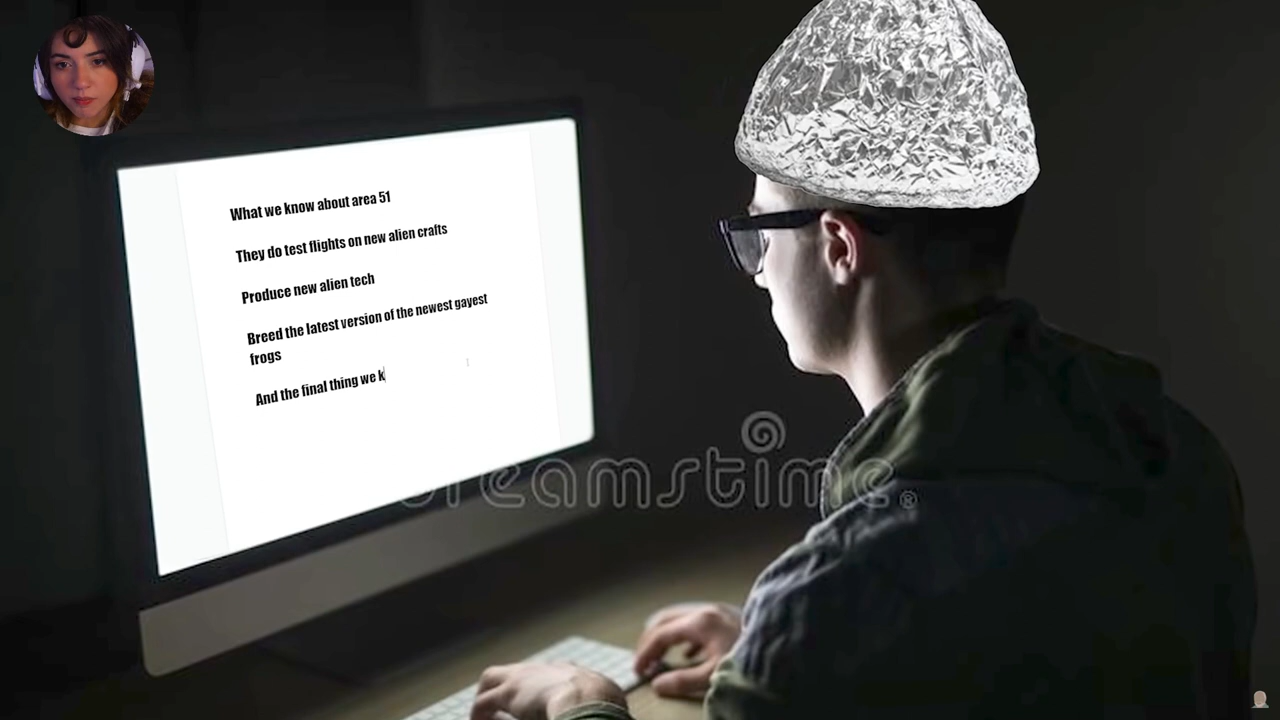 What we know about area 51
They do test flights on new alien crafts
Produce new alien tech
Breed the latest version of the newest gayest
frogs
And the final thing we k
dreamstime®